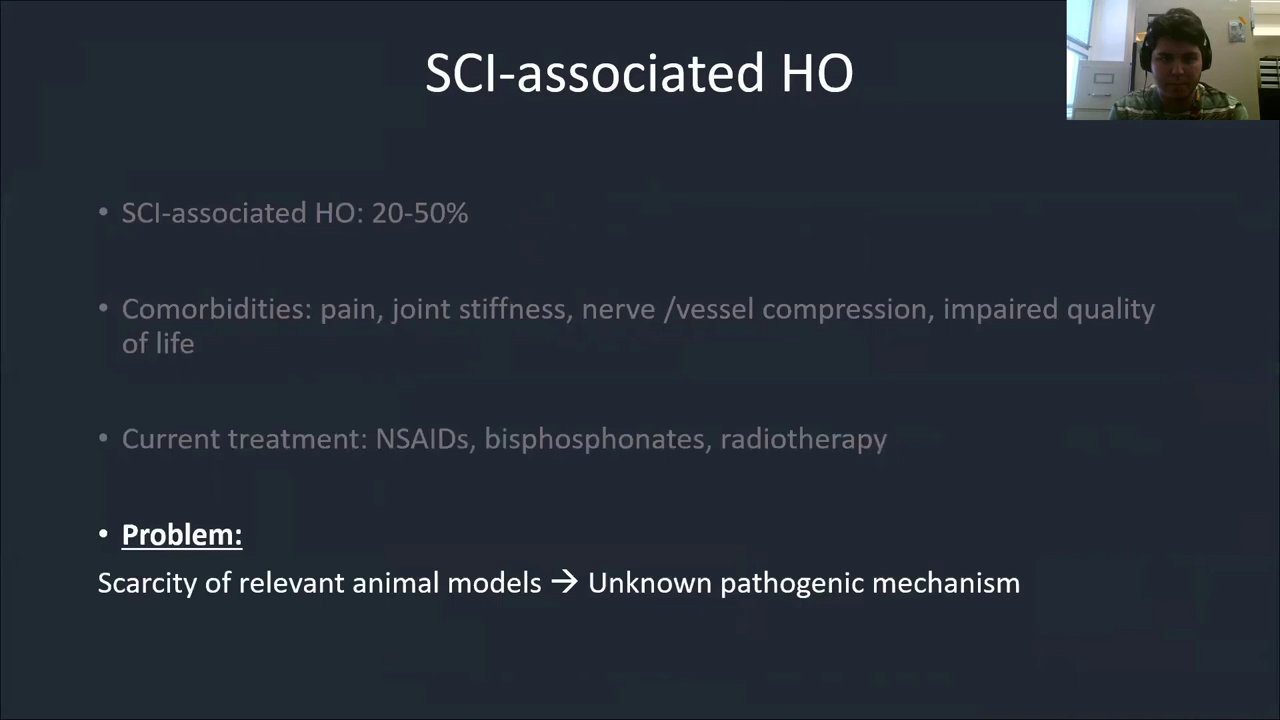 SCI-associated HO
• SCI-associated HO: 20-50%
• Comorbidities: pain, joint stiffness, nerve /vessel compression, impaired quality
of life
• Current treatment: NSAIDs, bisphosphonates, radiotherapy
• Problem:
Scarcity of relevant animal models → Unknown pathogenic mechanism